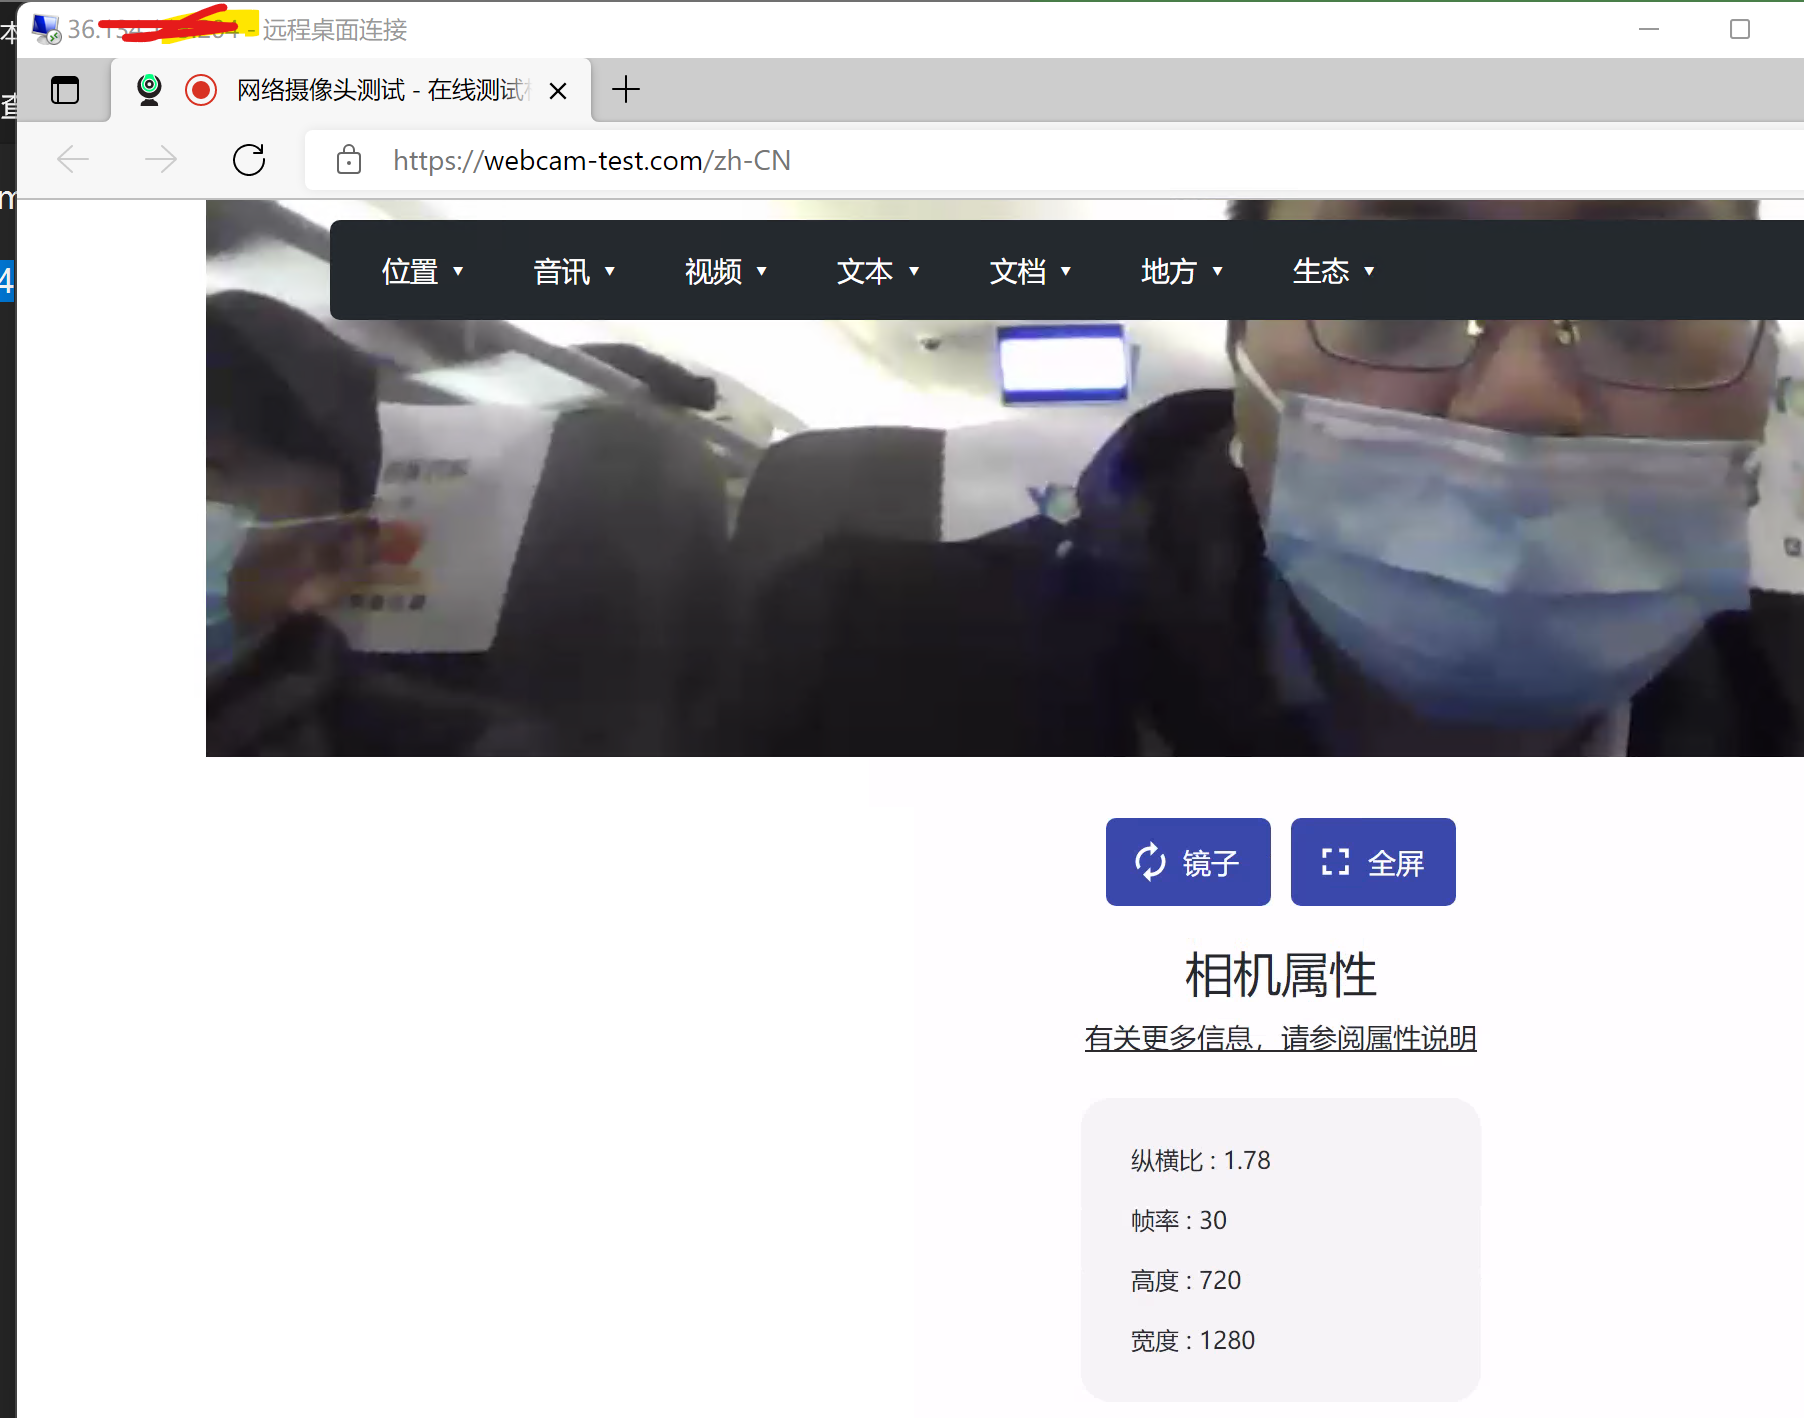 - 远程桌面连接
网络摄像头测试 - 在线测试
https://webcam-test.com/zh-CN
位置 ▼ 音讯 ▼ 视频 ▼ 文本 ▼ 文档 ▼ 地方 ▼ 生态 ▼
镜子 全屏
相机属性
有关更多信息，请参阅属性说明
纵横比 : 1.78
帧率 : 30
高度 : 720
宽度 : 1280